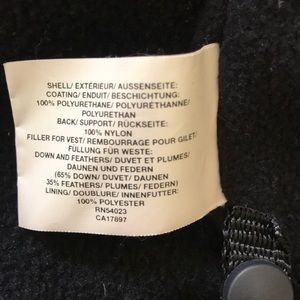 SHELL/ EXTÉRIEUR/ AUSSENSEITE:
COATING/ ENDUIT/ BESCHICHTUNG:
100% POLYURETHANE/ POLYURÉTHANNE/
POLYURETHAN
BACK/ SUPPORT/ RÜCKSEITE:
100% NYLON
FILLER FOR VEST/ REMBOURRAGE POUR GILET/
FÜLLUNG FÜR WESTE:
DOWN AND FEATHERS/ DUVET ET PLUMES/
DAUNEN UND FEDERN
(65% DOWN/ DUVET/ DAUNEN
35% FEATHERS/ PLUMES/ FEDERN)
LINING/ DOUBLURE/ INNENFUTTER:
100% POLYESTER
RN54023
CA17897